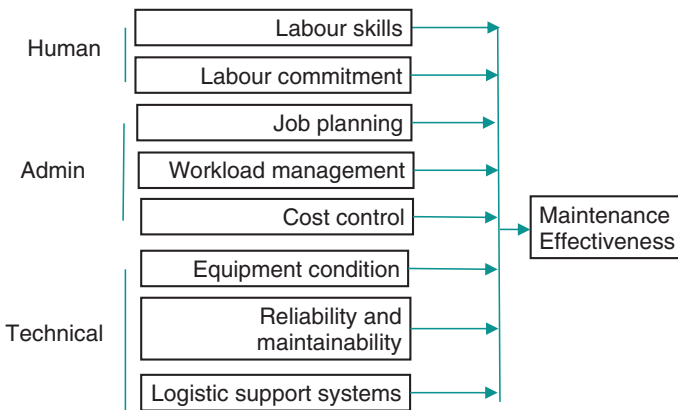 Human
Labour skills
Labour commitment
Admin
Job planning
Workload management
Cost control
Technical
Equipment condition
Reliability and
maintainability
Logistic support systems
Maintenance
Effectiveness